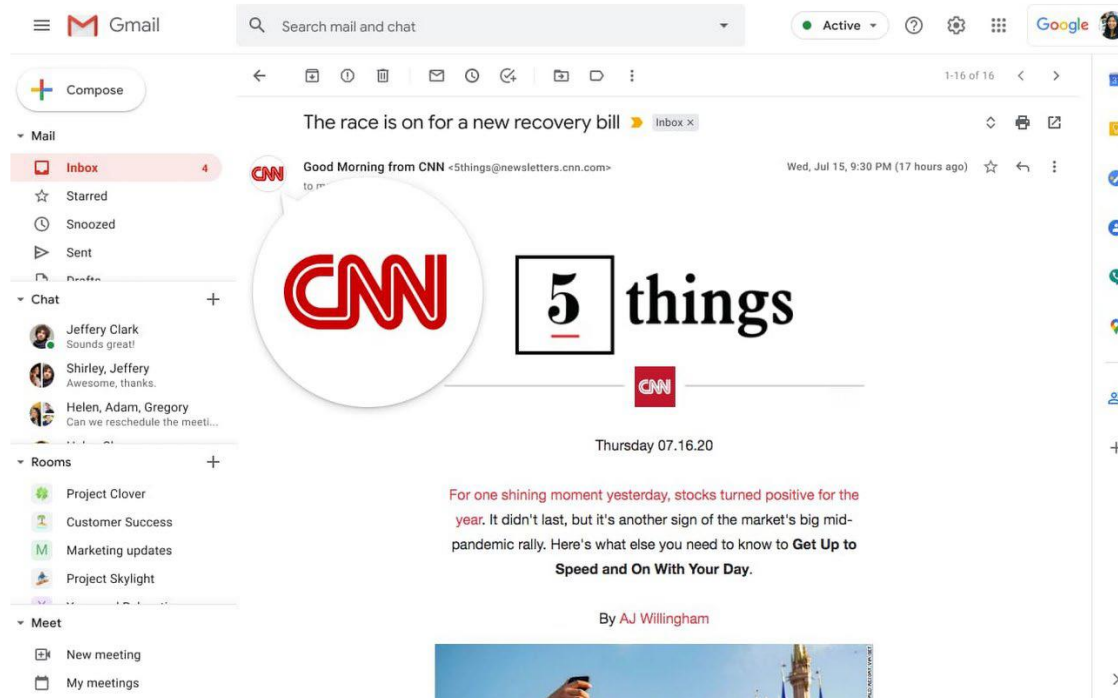 Gmail
Search mail and chat
Active
Google
Compose
1-16 of 16
Mail
The race is on for a new recovery bill
Inbox ×
Inbox 4
Good Morning from CNN <5things@newsletters.cnn.com>
Wed, Jul 15, 9:30 PM (17 hours ago)
CNN
to
Starred
Snoozed
Sent
Drafts
Chat
Jeffery Clark
Sounds great!
Shirley, Jeffery
Awesome, thanks.
Helen, Adam, Gregory
Can we reschedule the meeti...
Rooms
Project Clover
Customer Success
M Marketing updates
Project Skylight
Meet
New meeting
My meetings
CNN
5 things
CNN
Thursday 07.16.20
For one shining moment yesterday, stocks turned positive for the
year. It didn't last, but it's another sign of the market's big mid-
pandemic rally. Here's what else you need to know to Get Up to
Speed and On With Your Day.
By AJ Willingham